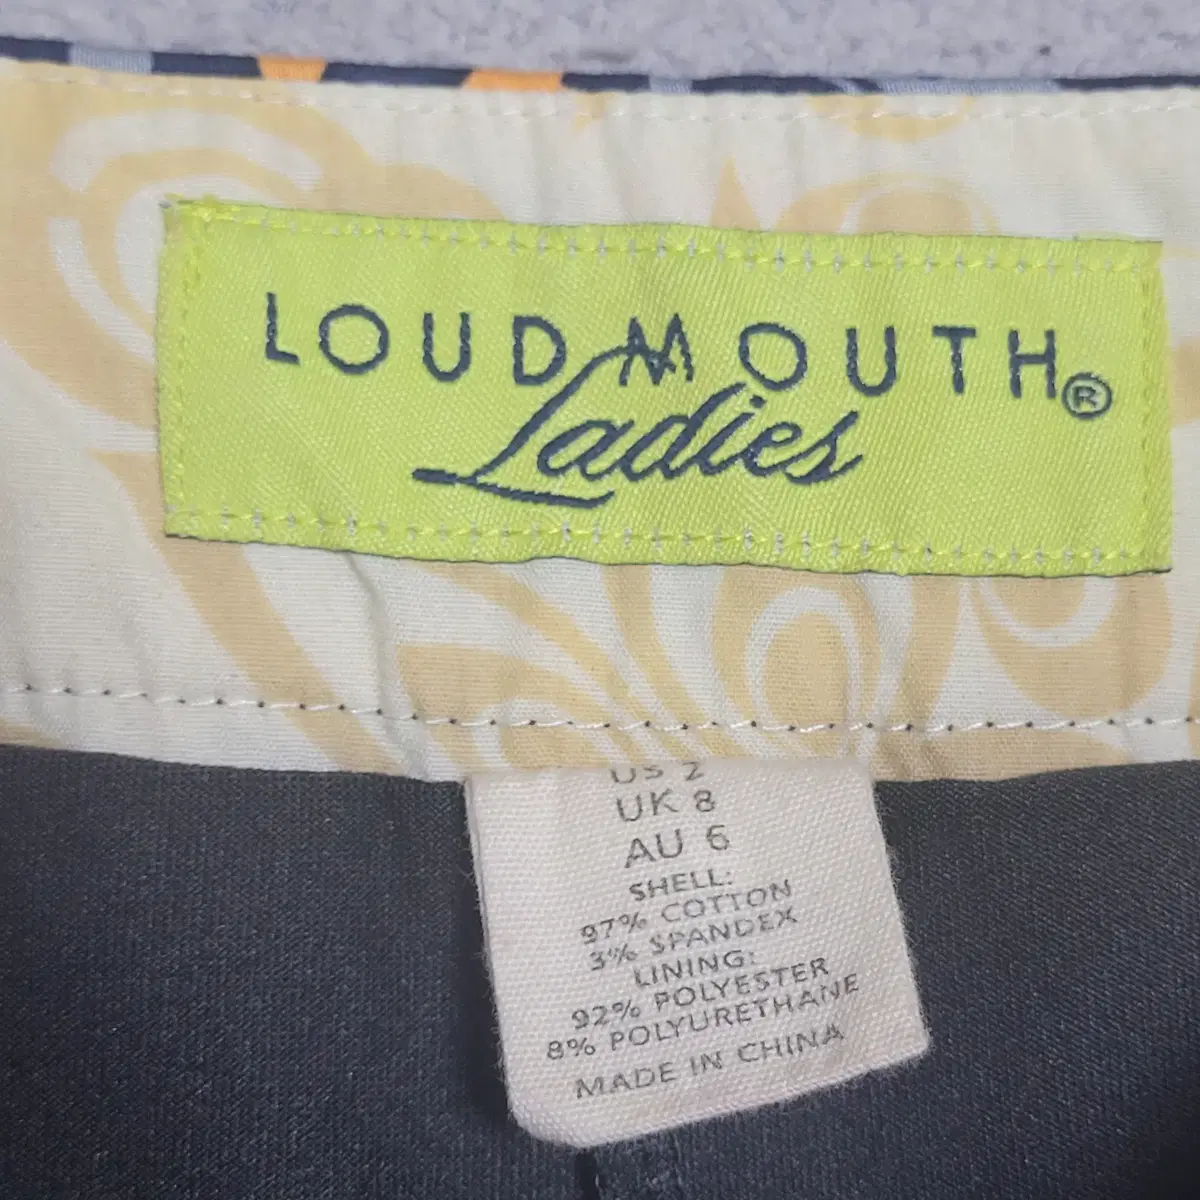 LOUDMOUTH®
Ladies
US 2
UK 8
AU 6
SHELL:
97% COTTON
3% SPANDEX
LINING:
92% POLYESTER
8% POLYURETHANE
MADE IN CHINA